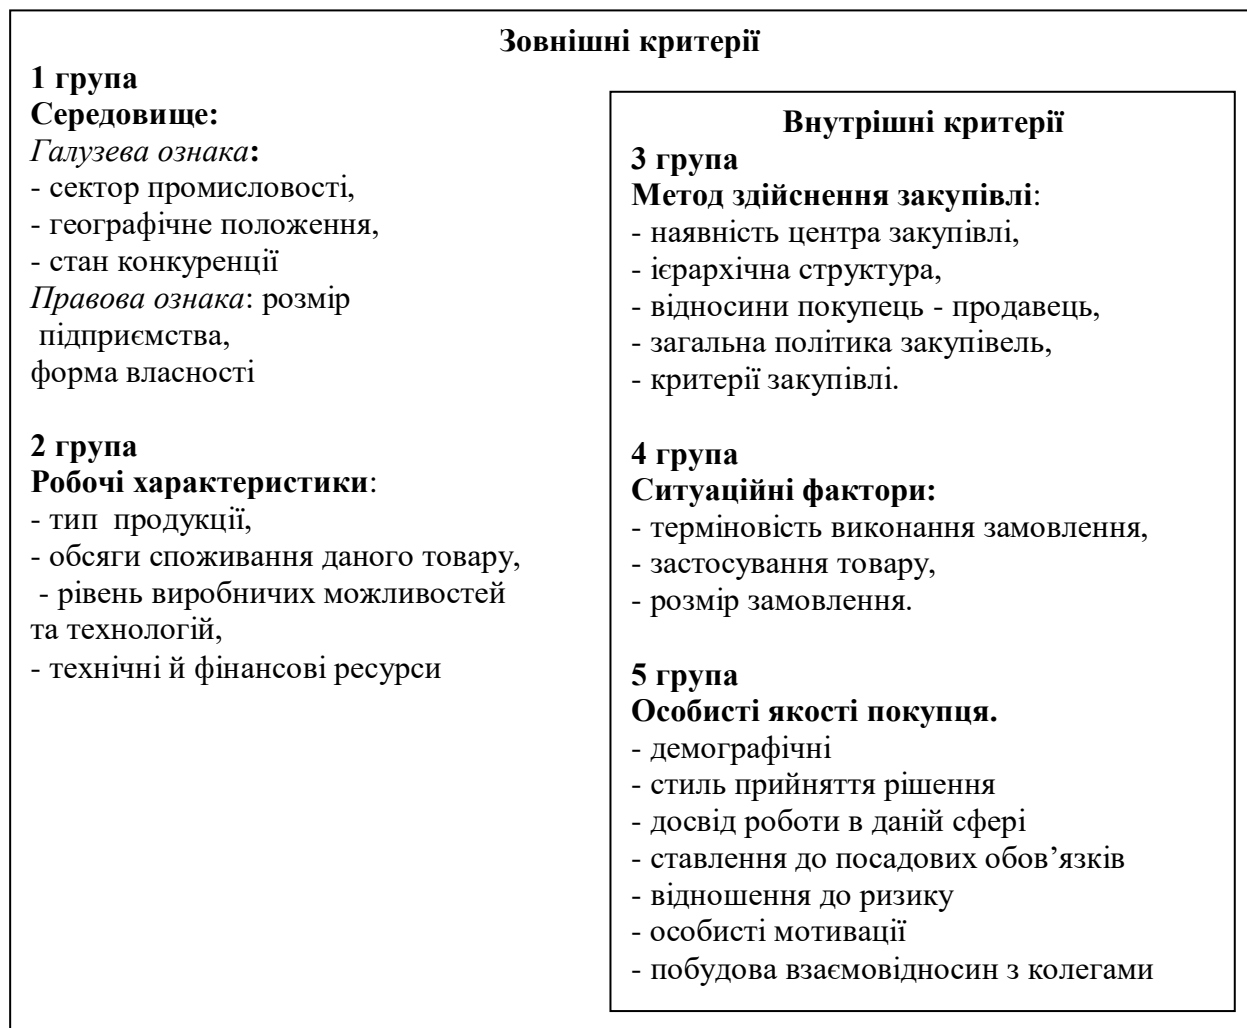 Зовнішні критерії
1 група
Середовище:
Галузева ознака:
- сектор промисловості,
- географічне положення,
- стан конкуренції
Правова ознака: розмір
підприємства,
форма власності
2 група
Робочі характеристики:
- тип продукції,
- обсяги споживання даного товару,
- рівень виробничих можливостей
та технологій,
- технічні й фінансові ресурси
Внутрішні критерії
3 група
Метод здійснення закупівлі:
- наявність центра закупівлі,
- ієрархічна структура,
- відносини покупець - продавець,
- загальна політика закупівель,
- критерії закупівлі.
4 група
Ситуаційні фактори:
- терміновість виконання замовлення,
- застосування товару,
- розмір замовлення.
5 група
Особисті якості покупця.
- демографічні
- стиль прийняття рішення
- досвід роботи в даній сфері
- ставлення до посадових обов’язків
- відношення до ризику
- особисті мотивації
- побудова взаємовідносин з колегами